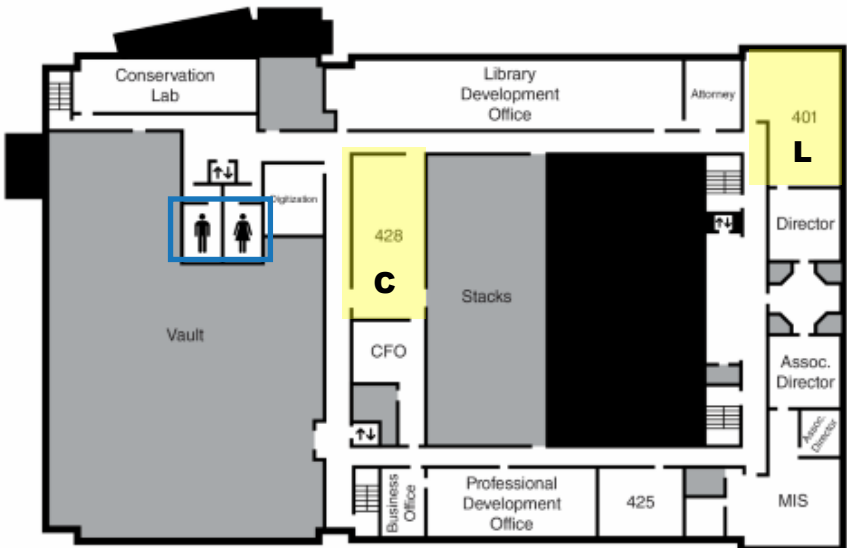 Conservation
Lab
Library
Development
Office
Attorney
401
L
Digitization
428
C
Director
Stacks
Vault
CFO
Assoc.
Director
Assoc.
Director
Business
Office
Professional
Development
Office
425
MIS